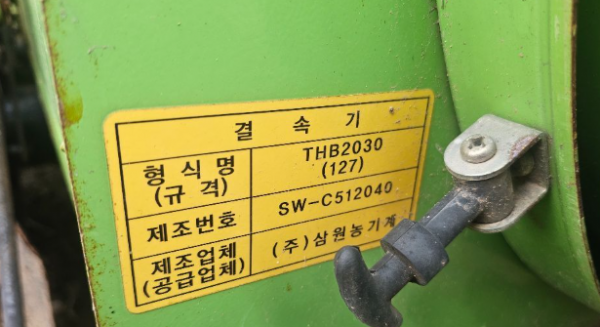 결 속 기
형 식 명
(규 격)
THB2030
(127)
제조번호
SW-C512040
제조업체
(공급업체)
(주)삼원농기계